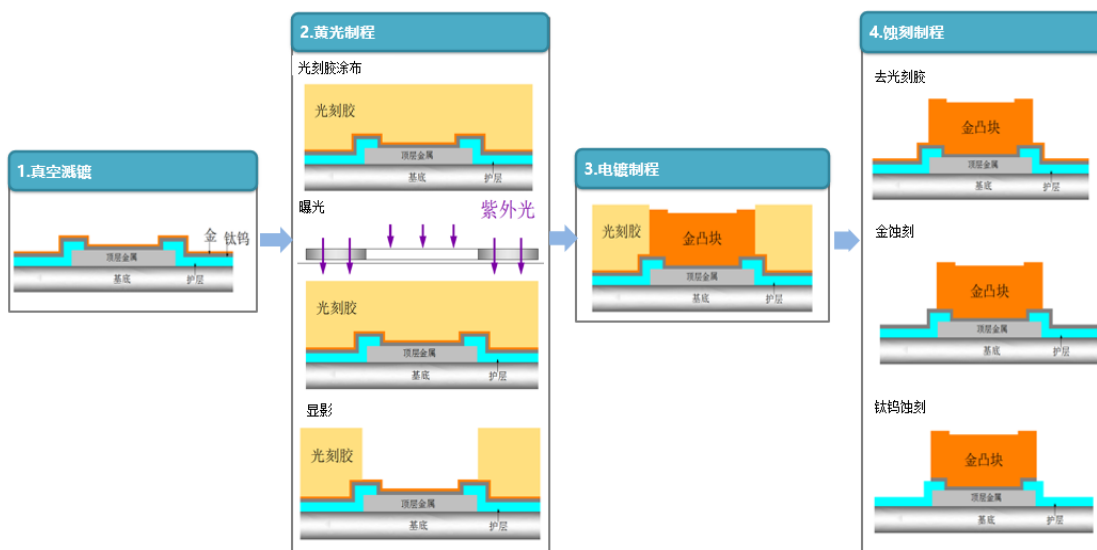 1.真空溅镀
金
钛钨
顶层金属
基底
护层
2.黄光制程
光刻胶涂布
光刻胶
顶层金属
基底
护层
曝光
紫外光
光刻胶
顶层金属
基底
护层
显影
光刻胶
顶层金属
基底
护层
3.电镀制程
光刻胶
金凸块
顶层金属
基底
护层
4.蚀刻制程
去光刻胶
金凸块
顶层金属
基底
护层
金蚀刻
金凸块
顶层金属
基底
护层
钛钨蚀刻
金凸块
顶层金属
基底
护层